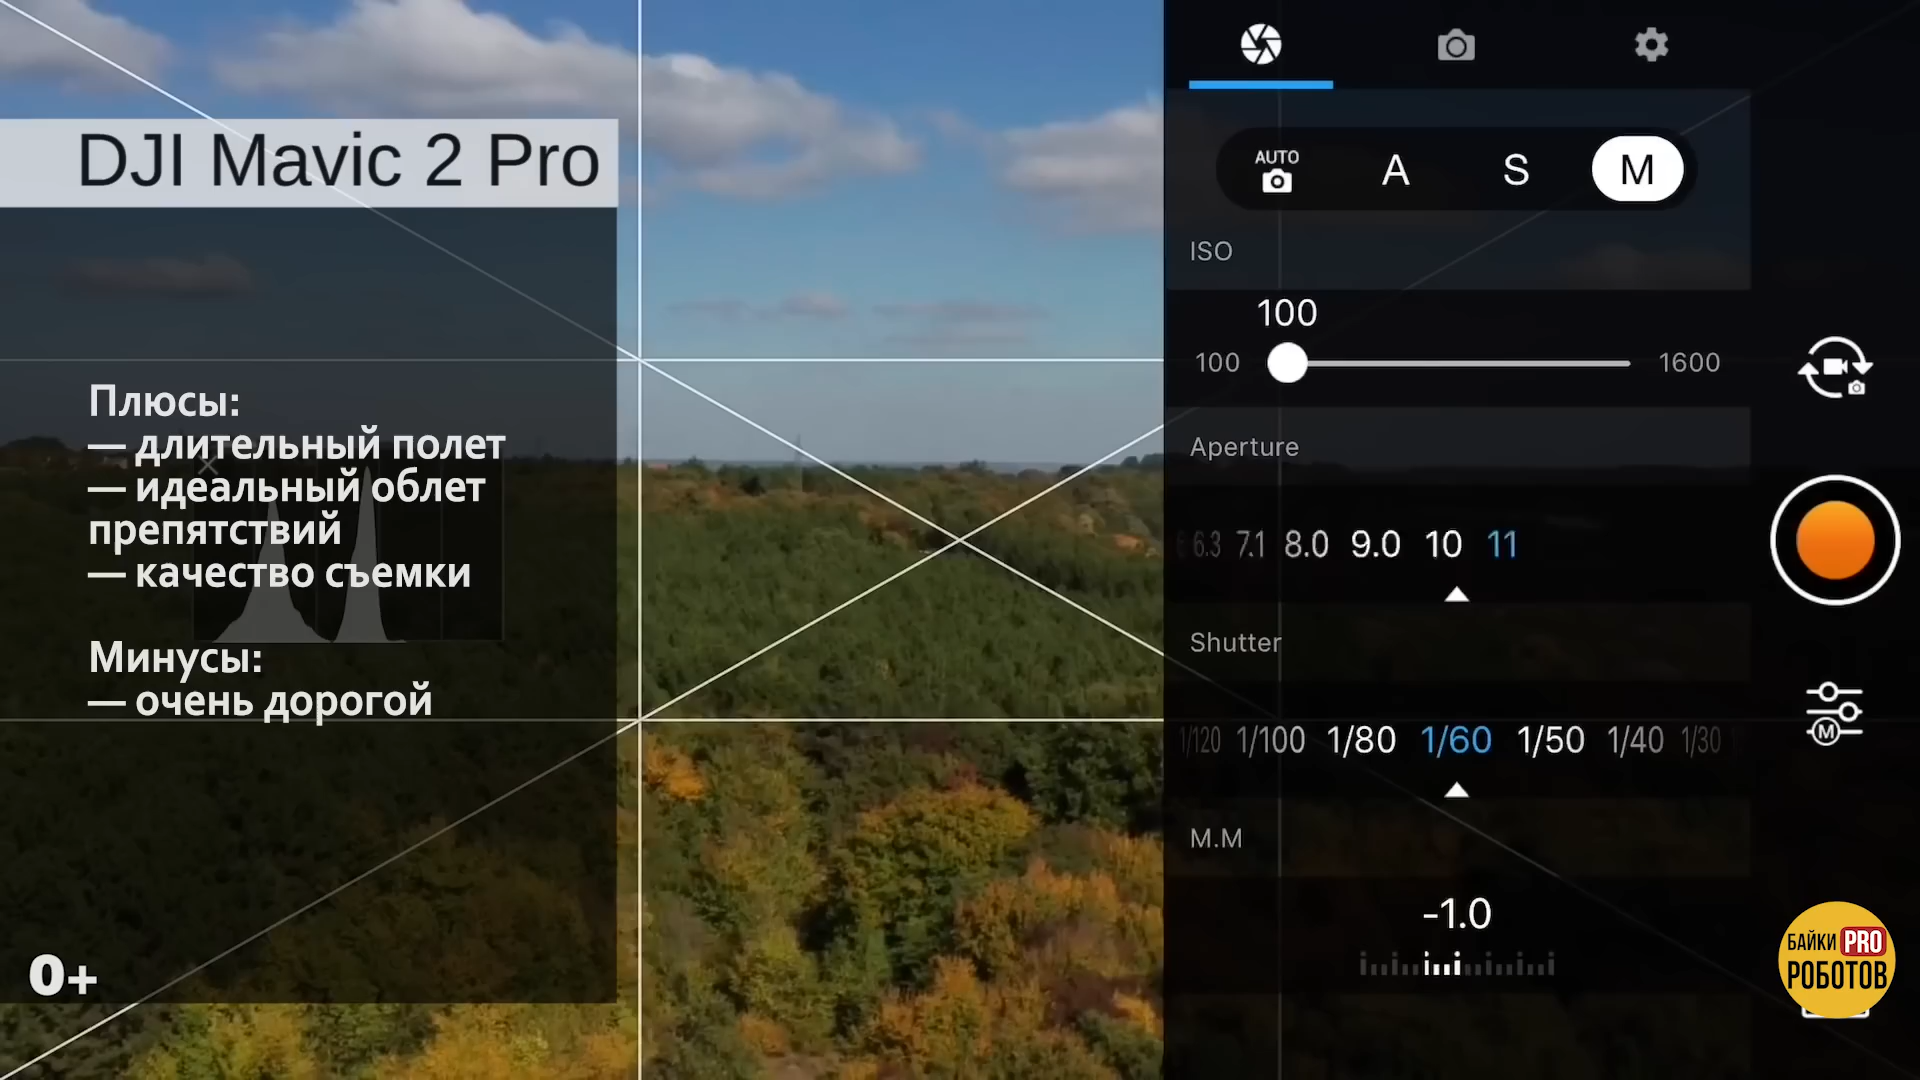 DJI Mavic 2 Pro
Плюсы:
— длительный полет
— идеальный облет
препятствий
— качество съемки
Минусы:
— очень дорогой
0+
AUTO A S M
ISO
100
100 1600
Aperture
6.3 7.1 8.0 9.0 10 11
Shutter
1/120 1/100 1/80 1/60 1/50 1/40 1/30
M.M
-1.0
M
БАЙКИ PRO
РОБОТОВ